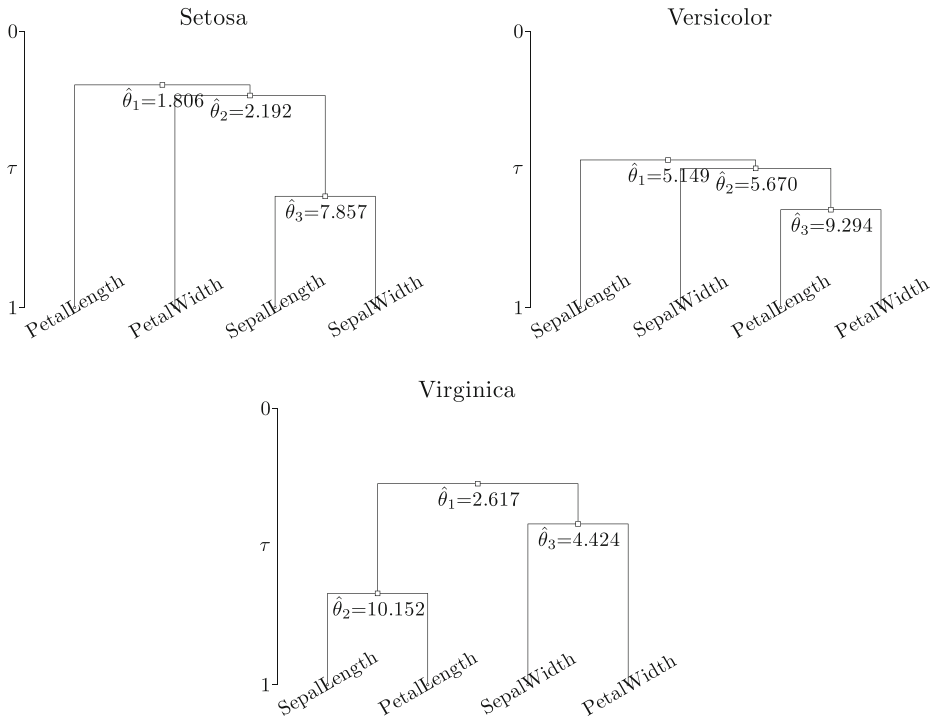 Setosa
0
τ
1
θ̂₁=1.806
θ̂₂=2.192
θ̂₃=7.857
PetalLength
PetalWidth
SepalLength
SepalWidth
Versicolor
0
τ
1
θ̂₁=5.149
θ̂₂=5.670
θ̂₃=9.294
SepalLength
SepalWidth
PetalLength
PetalWidth
Virginica
0
τ
1
θ̂₁=2.617
θ̂₃=4.424
θ̂₂=10.152
SepalLength
PetalLength
SepalWidth
PetalWidth